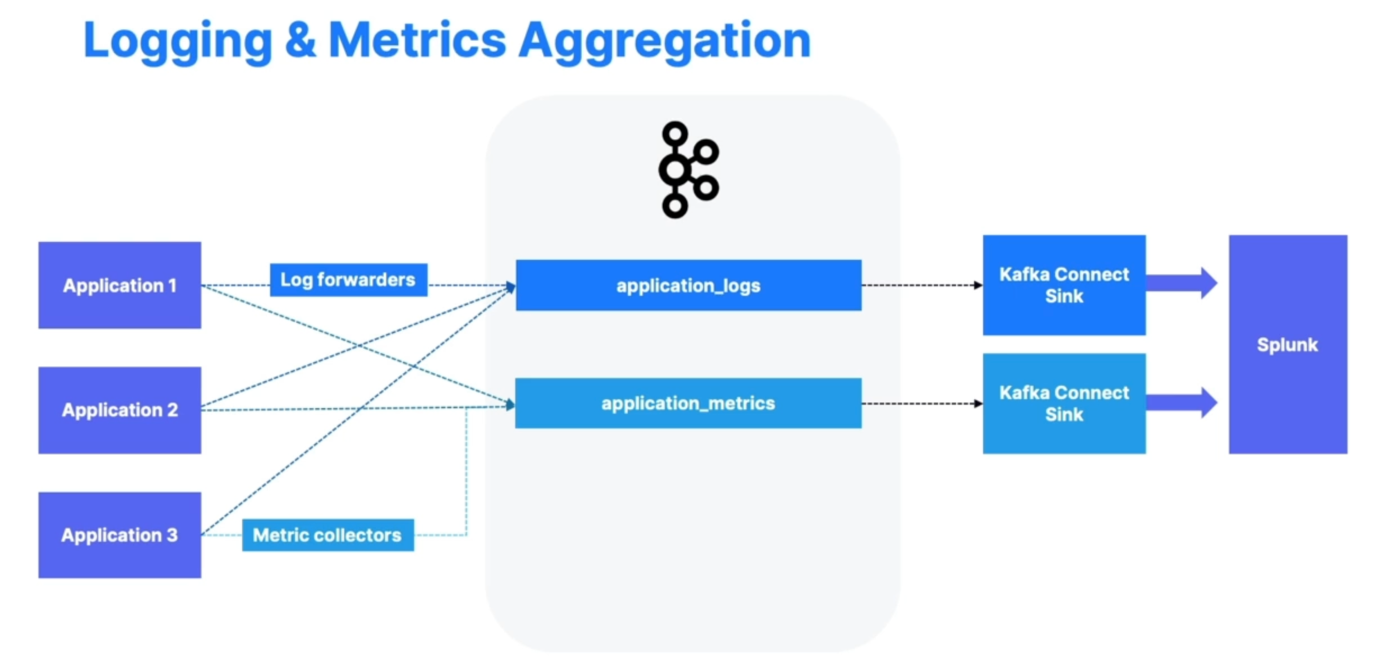 Logging & Metrics Aggregation
Application 1
Log forwarders
application_logs
Kafka Connect
Sink
Splunk
Application 2
application_metrics
Kafka Connect
Sink
Application 3
Metric collectors